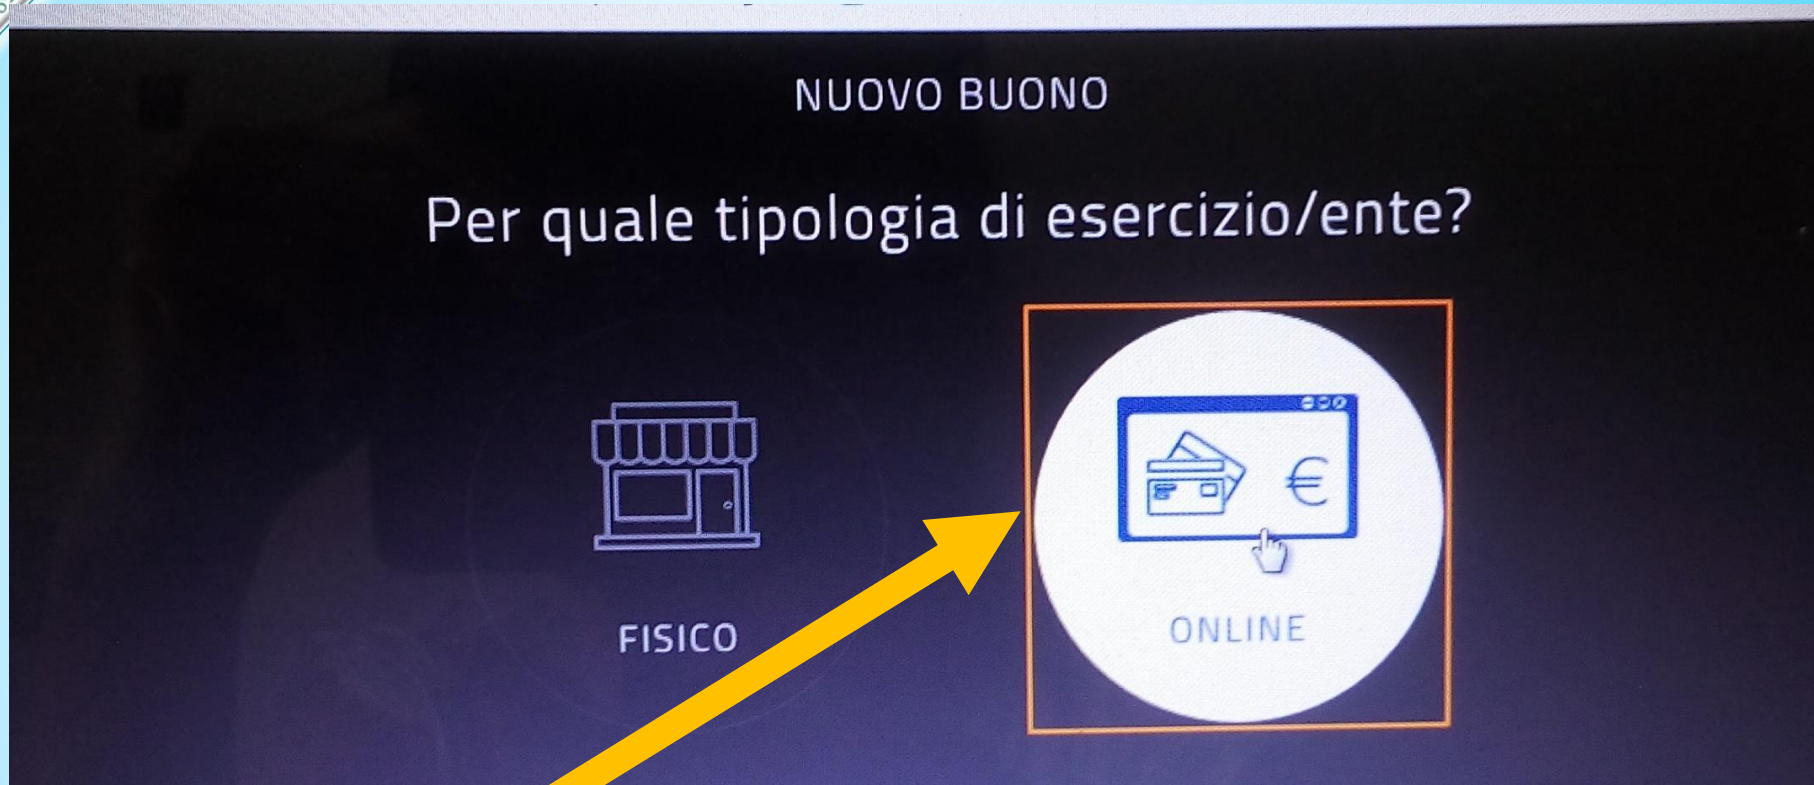 NUOVO BUONO
Per quale tipologia di esercizio/ente?
FISICO
ONLINE